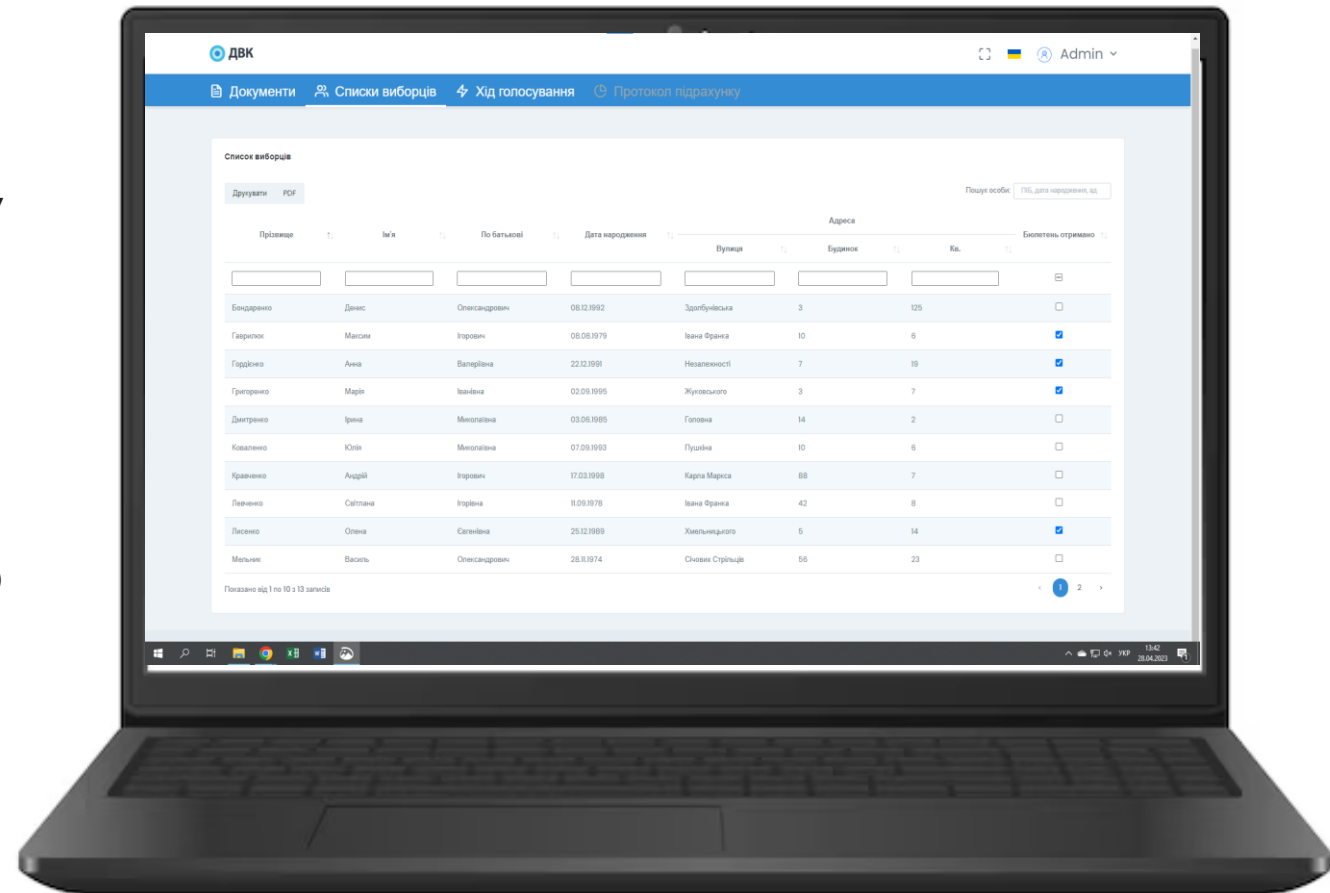 ДВК
Admin
Документи Списки виборців Хід голосування Протокол підрахунку
Список виборців
Друкувати PDF Пошук особи: ПІБ, дата народження, ад
Адреса
Прізвище Ім'я По батькові Дата народження Бюлетень отримано
Вулиця Будинок Кв.
Бондаренко Денис Олександрович 08.12.1992 Здолбунівська 3 125
Гаврилюк Максим Ігорович 08.08.1979 Івана Франка 10 6
Гордієнко Анна Валеріївна 22.12.1991 Незалежності 7 19
Григоренко Марія Іванівна 02.09.1995 Жуковського 3 7
Дмитренко Ірина Миколаївна 03.06.1985 Головна 14 2
Коваленко Юлія Миколаївна 07.09.1993 Пушкіна 10 6
Кравченко Андрій Ігорович 17.03.1998 Карла Маркса 88 7
Левченко Світлана Ігорівна 11.09.1978 Івана Франка 42 8
Лисенко Олена Євгенівна 25.12.1989 Хмельницького 5 14
Мельник Василь Олександрович 28.11.1974 Січових Стрільців 56 23
Показано від 1 по 10 з 13 записів
‹ 1 2 ›
УКР 13:42
28.04.2023